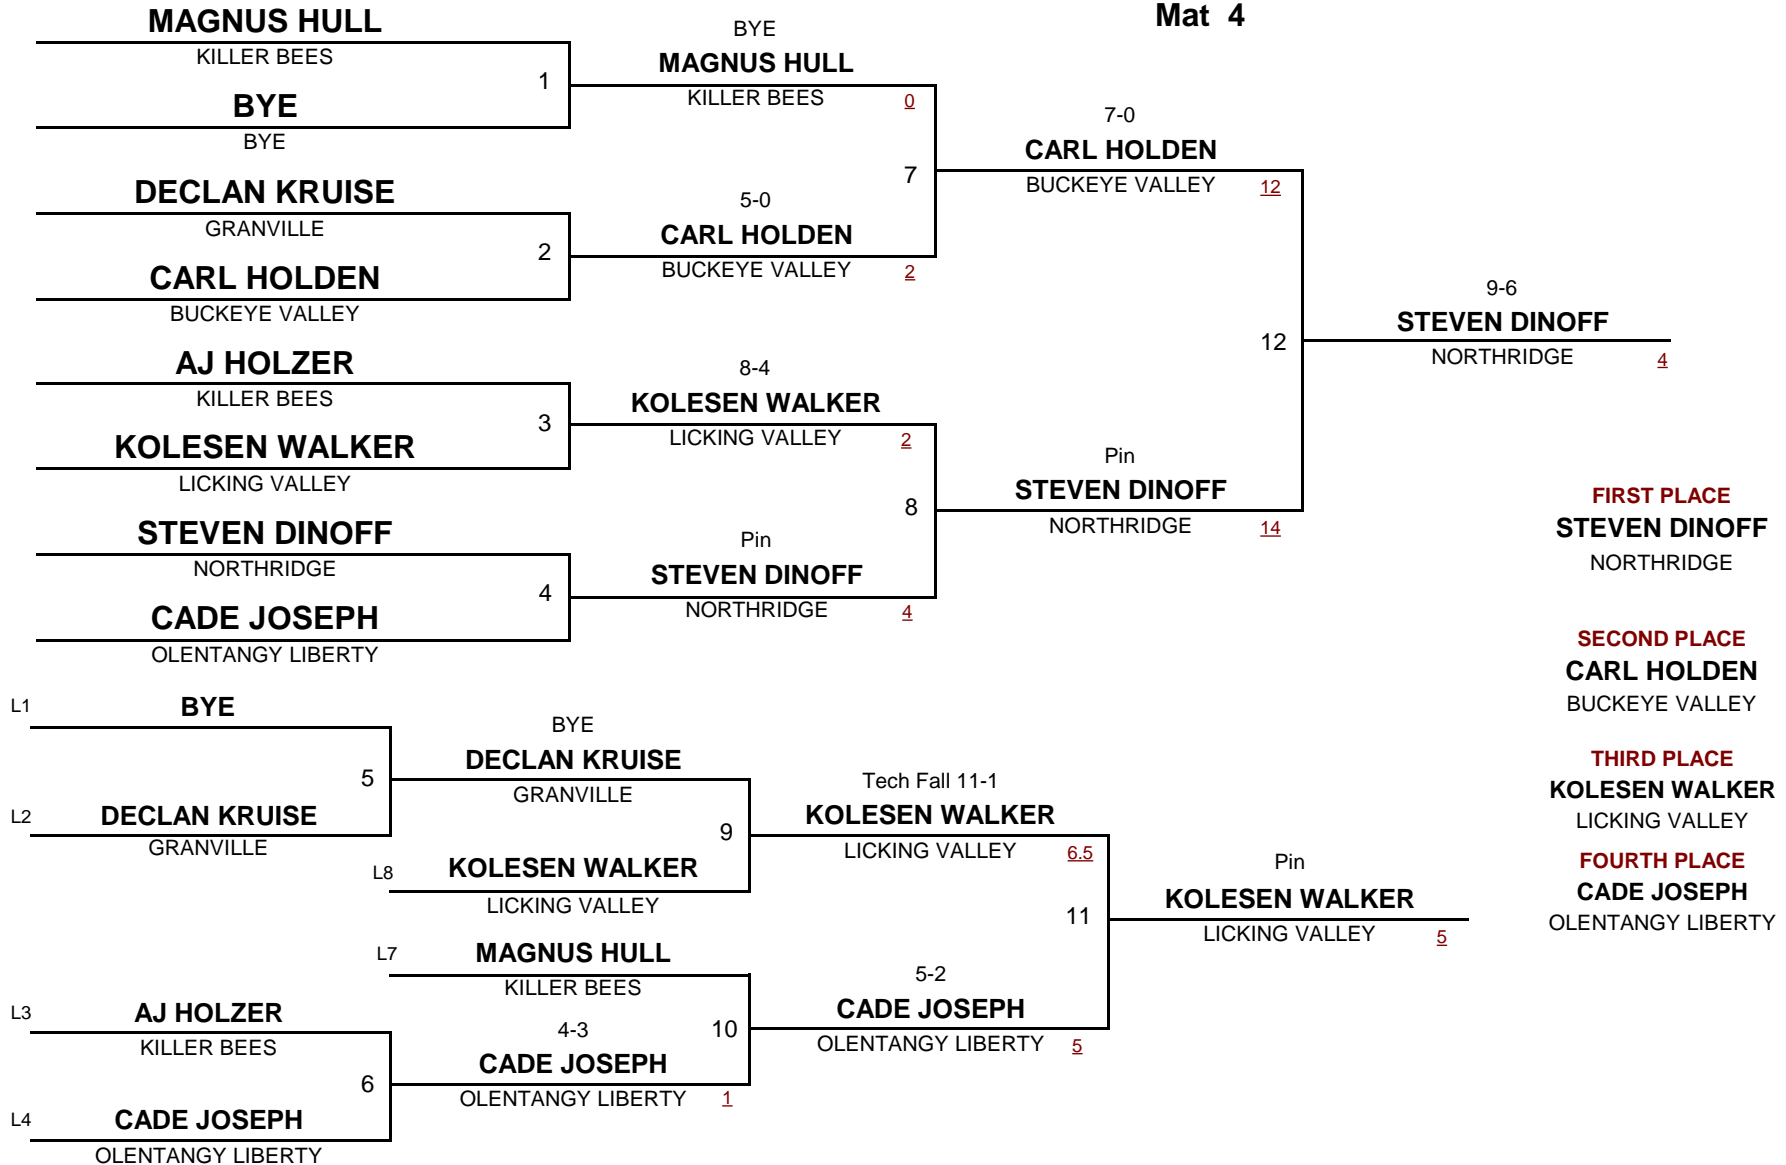 Mat 4
MAGNUS HULL
KILLER BEES
1
BYE
BYE
DECLAN KRUISE
GRANVILLE
2
CARL HOLDEN
BUCKEYE VALLEY
AJ HOLZER
KILLER BEES
3
KOLESEN WALKER
LICKING VALLEY
STEVEN DINOFF
NORTHRIDGE
4
CADE JOSEPH
OLENTANGY LIBERTY
BYE
MAGNUS HULL
KILLER BEES 0
7
5-0
CARL HOLDEN
BUCKEYE VALLEY 2
8-4
KOLESEN WALKER
LICKING VALLEY 2
8
Pin
STEVEN DINOFF
NORTHRIDGE 4
7-0
CARL HOLDEN
BUCKEYE VALLEY 12
12
Pin
STEVEN DINOFF
NORTHRIDGE 14
9-6
STEVEN DINOFF
NORTHRIDGE 4
FIRST PLACE
STEVEN DINOFF
NORTHRIDGE
SECOND PLACE
CARL HOLDEN
BUCKEYE VALLEY
THIRD PLACE
KOLESEN WALKER
LICKING VALLEY
FOURTH PLACE
CADE JOSEPH
OLENTANGY LIBERTY
L1 BYE
5
L2 DECLAN KRUISE
GRANVILLE
L3 AJ HOLZER
KILLER BEES
6
L4 CADE JOSEPH
OLENTANGY LIBERTY
BYE
DECLAN KRUISE
GRANVILLE
9
L8 KOLESEN WALKER
LICKING VALLEY
L7 MAGNUS HULL
KILLER BEES
10
4-3
CADE JOSEPH
OLENTANGY LIBERTY 1
Tech Fall 11-1
KOLESEN WALKER
LICKING VALLEY 6.5
11
5-2
CADE JOSEPH
OLENTANGY LIBERTY 5
Pin
KOLESEN WALKER
LICKING VALLEY 5